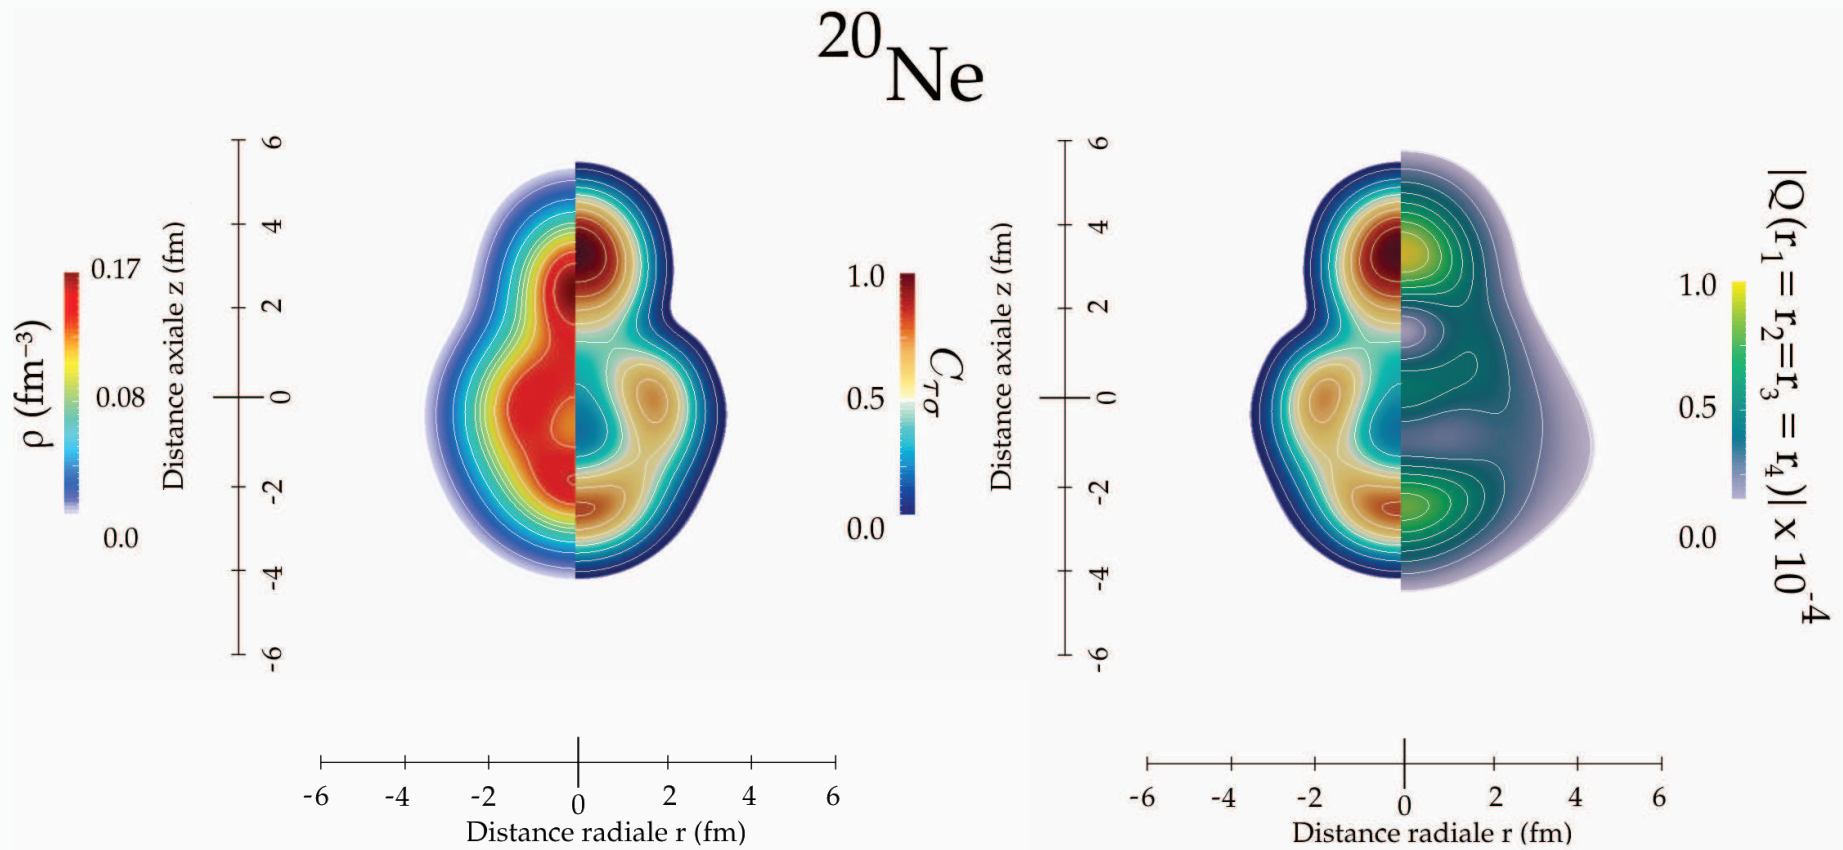 ²⁰Ne
ρ (fm⁻³)
0.17
0.08
0.0
Distance axiale z (fm)
6
4
2
0
-2
-4
-6
1.0
0.5
0.0
C_τσ
-6 -4 -2 0 2 4 6
Distance radiale r (fm)
Distance axiale z (fm)
6
4
2
0
-2
-4
-6
1.0
0.5
0.0
|Q(r₁ = r₂=r₃ = r₄)| x 10⁻⁴
-6 -4 -2 0 2 4 6
Distance radiale r (fm)